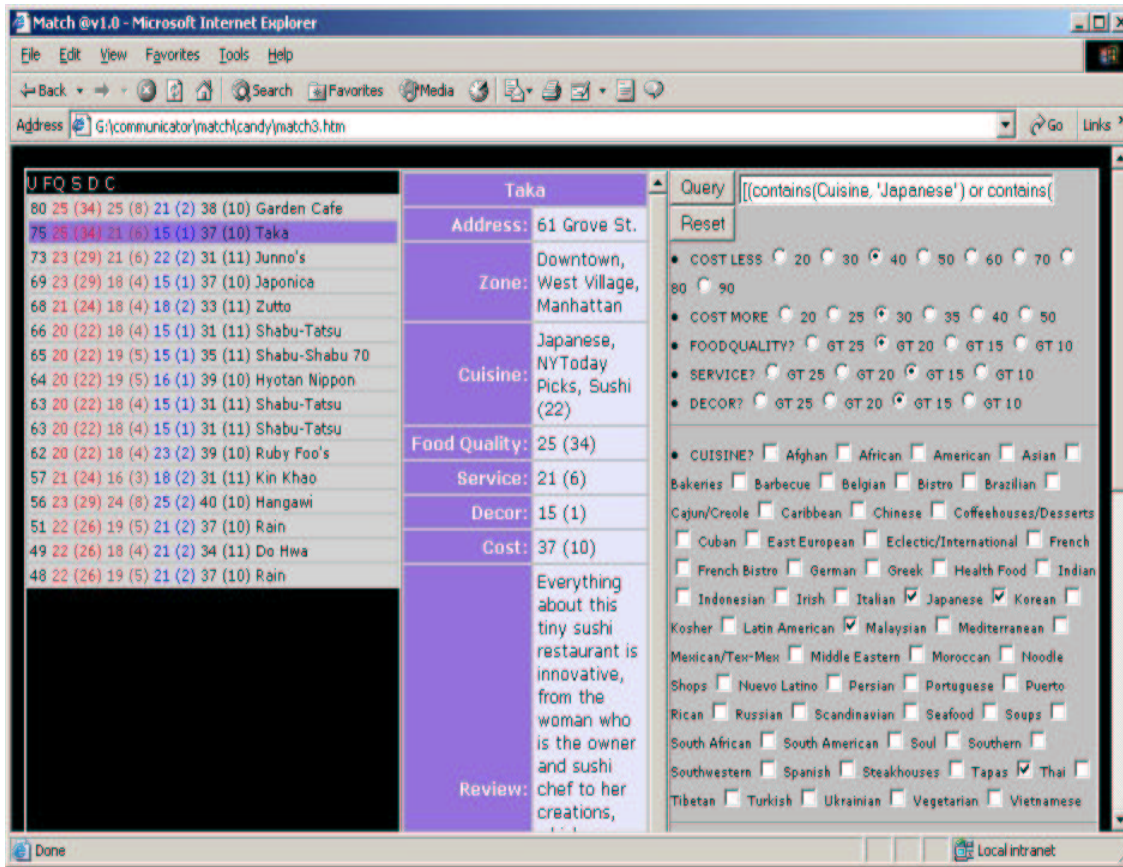 Match @v1.0 - Microsoft Internet Explorer
File Edit View Favorites Tools Help
Back Search Favorites Media
Address G:\communicator\match\candy\match3.htm Go Links
U FQ S D C
80 25 (34) 25 (8) 21 (2) 38 (10) Garden Cafe
75 25 (34) 21 (6) 15 (1) 37 (10) Taka
73 23 (29) 21 (6) 22 (2) 31 (11) Junno's
69 23 (29) 18 (4) 15 (1) 37 (10) Japonica
68 21 (24) 18 (4) 18 (2) 33 (11) Zutto
66 20 (22) 18 (4) 15 (1) 31 (11) Shabu-Tatsu
65 20 (22) 19 (5) 15 (1) 35 (11) Shabu-Shabu 70
64 20 (22) 19 (5) 16 (1) 39 (10) Hyotan Nippon
63 20 (22) 18 (4) 15 (1) 31 (11) Shabu-Tatsu
63 20 (22) 18 (4) 15 (1) 31 (11) Shabu-Tatsu
62 20 (22) 18 (4) 23 (2) 39 (10) Ruby Foo's
57 21 (24) 16 (3) 18 (2) 31 (11) Kin Khao
56 23 (29) 24 (8) 25 (2) 40 (10) Hangawi
51 22 (26) 19 (5) 21 (2) 37 (10) Rain
49 22 (26) 18 (4) 21 (2) 34 (11) Do Hwa
48 22 (26) 19 (5) 21 (2) 37 (10) Rain
Taka
Address: 61 Grove St.
Zone: Downtown,
West Village,
Manhattan
Cuisine: Japanese,
NYToday
Picks, Sushi
(22)
Food Quality: 25 (34)
Service: 21 (6)
Decor: 15 (1)
Cost: 37 (10)
Review: Everything
about this
tiny sushi
restaurant is
innovative,
from the
woman who
is the owner
and sushi
chef to her
creations,
Query [(contains(Cuisine, 'Japanese') or contains(
Reset
COST LESS 20 30 40 50 60 70
80 90
COST MORE 20 25 30 35 40 50
FOODQUALITY? GT 25 GT 20 GT 15 GT 10
SERVICE? GT 25 GT 20 GT 15 GT 10
DECOR? GT 25 GT 20 GT 15 GT 10
CUISINE? Afghan African American Asian
Bakeries Barbecue Belgian Bistro Brazilian
Cajun/Creole Caribbean Chinese Coffeehouses/Desserts
Cuban East European Eclectic/International French
French Bistro German Greek Health Food Indian
Indonesian Irish Italian Japanese Korean
Kosher Latin American Malaysian Mediterranean
Mexican/Tex-Mex Middle Eastern Moroccan Noodle
Shops Nuevo Latino Persian Portuguese Puerto
Rican Russian Scandinavian Seafood Soups
South African South American Soul Southern
Southwestern Spanish Steakhouses Tapas Thai
Tibetan Turkish Ukrainian Vegetarian Vietnamese
Done Local intranet